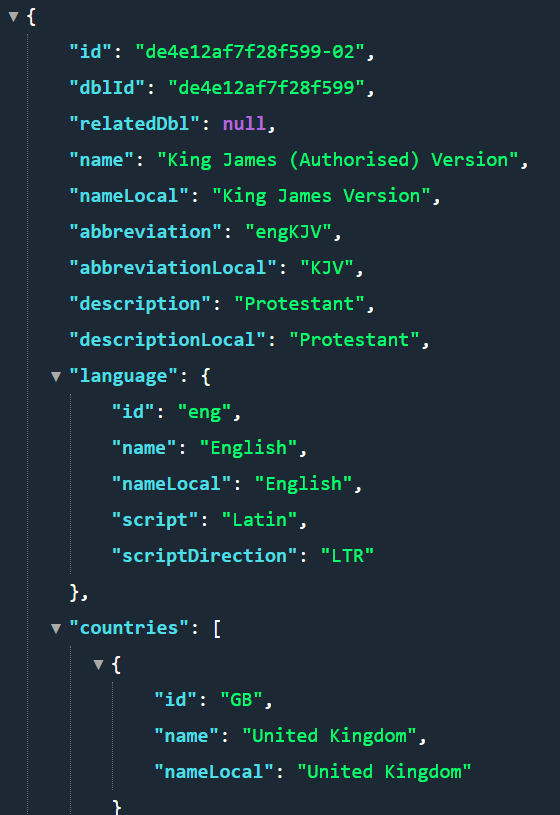 {
"id": "de4e12af7f28f599-02",
"dblId": "de4e12af7f28f599",
"relatedDbl": null,
"name": "King James (Authorised) Version",
"nameLocal": "King James Version",
"abbreviation": "engKJV",
"abbreviationLocal": "KJV",
"description": "Protestant",
"descriptionLocal": "Protestant",
"language": {
"id": "eng",
"name": "English",
"nameLocal": "English",
"script": "Latin",
"scriptDirection": "LTR"
},
"countries": [
{
"id": "GB",
"name": "United Kingdom",
"nameLocal": "United Kingdom"
}